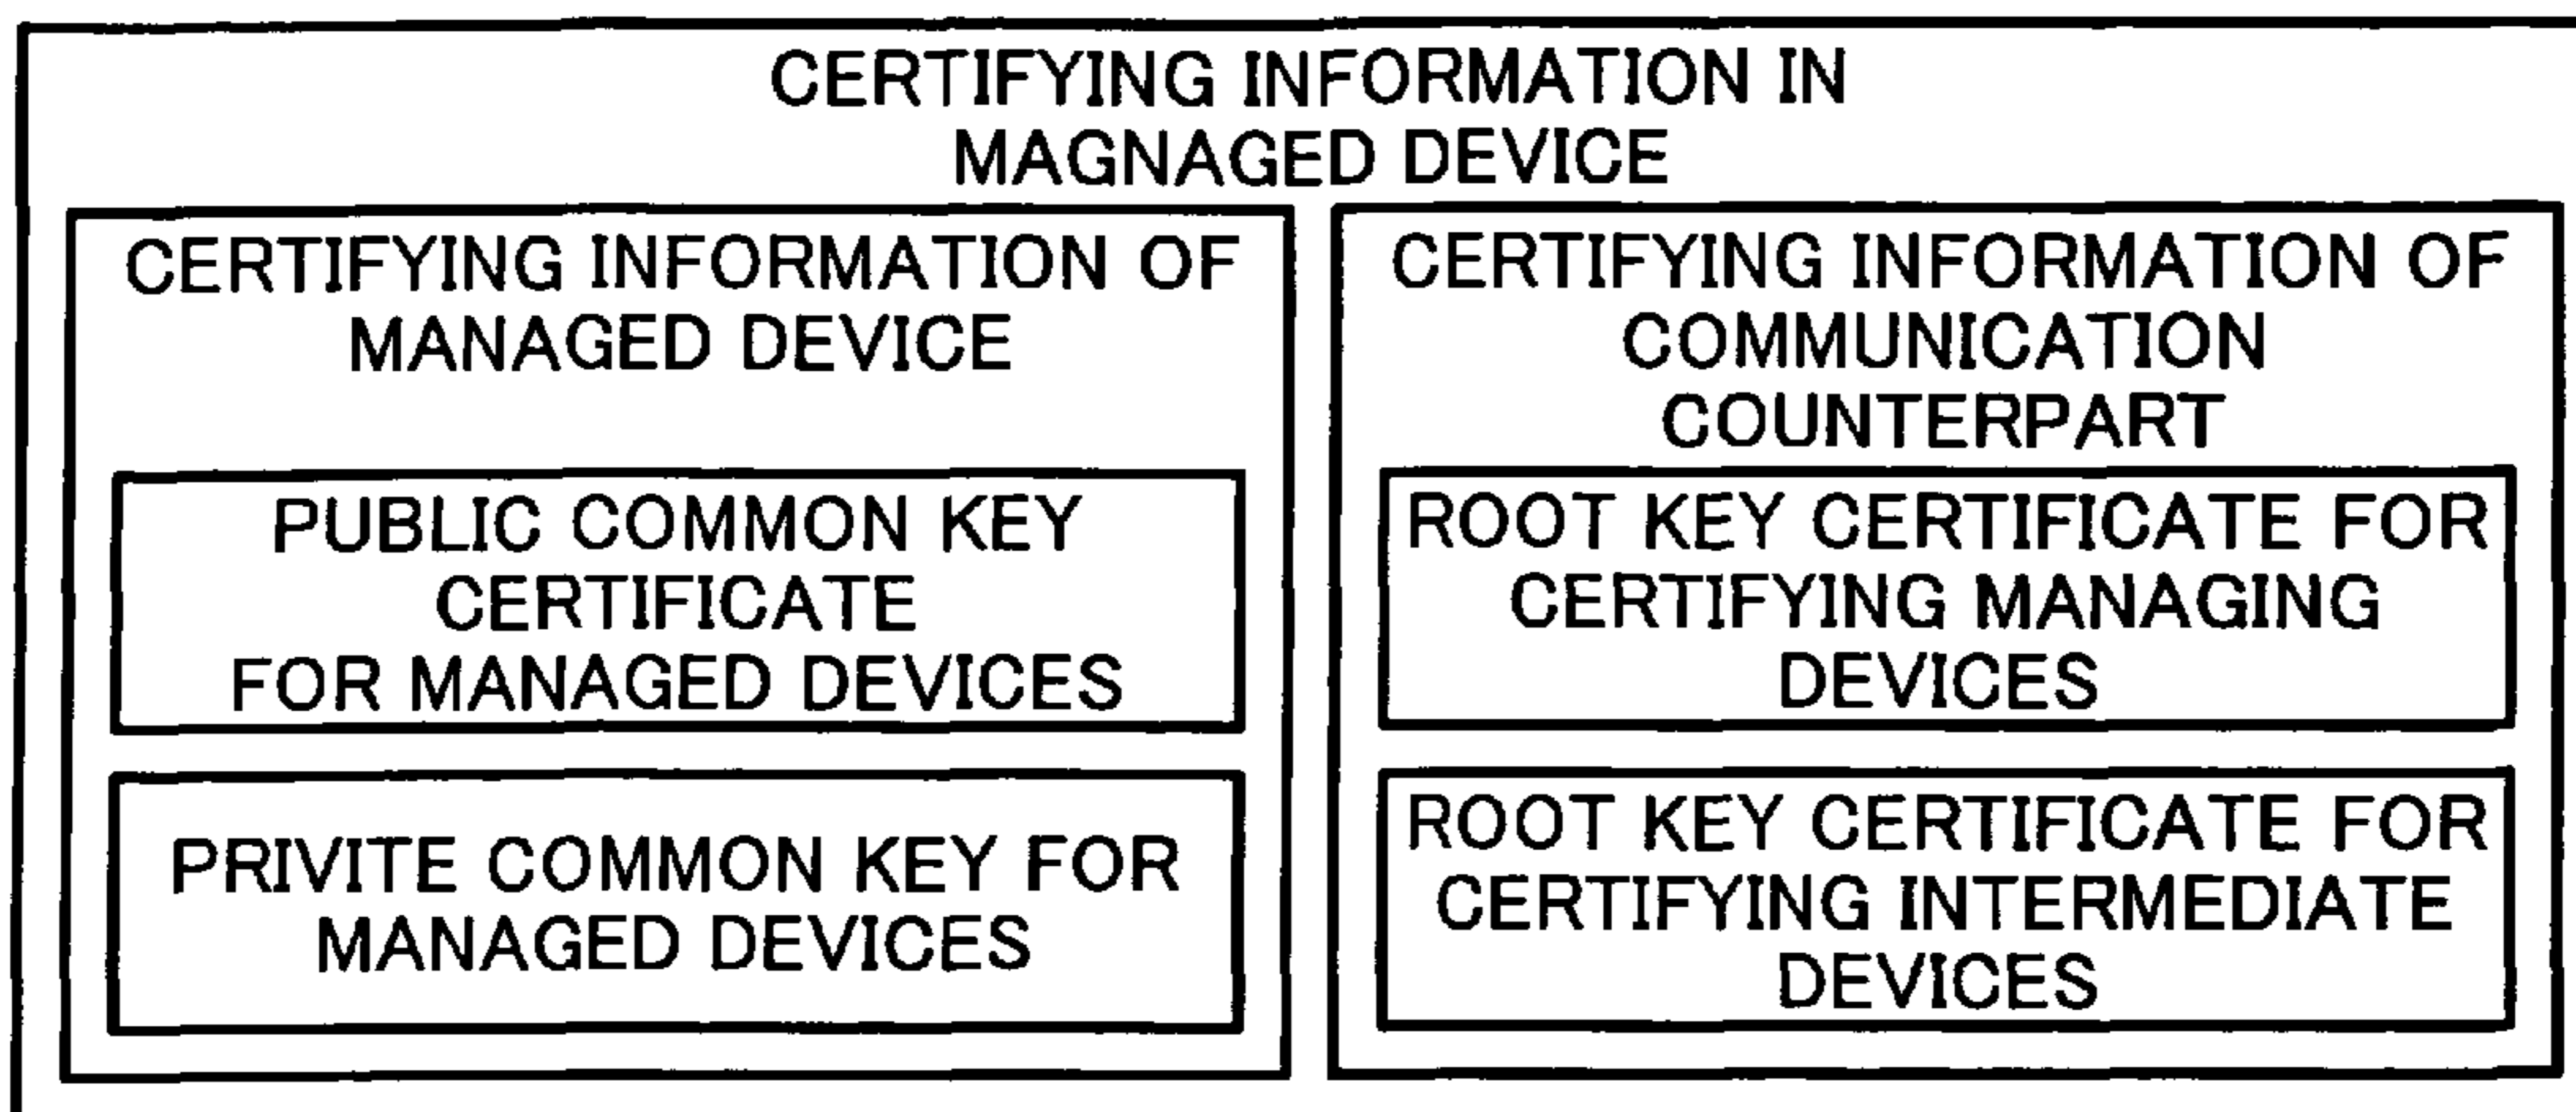 CERTIFYING INFORMATION IN
MAGNAGED DEVICE
CERTIFYING INFORMATION OF
MANAGED DEVICE
PUBLIC COMMON KEY
CERTIFICATE
FOR MANAGED DEVICES
PRIVITE COMMON KEY FOR
MANAGED DEVICES
CERTIFYING INFORMATION OF
COMMUNICATION
COUNTERPART
ROOT KEY CERTIFICATE FOR
CERTIFYING MANAGING
DEVICES
ROOT KEY CERTIFICATE FOR
CERTIFYING INTERMEDIATE
DEVICES